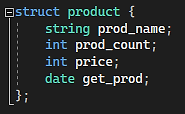 struct product {
    string prod_name;
    int prod_count;
    int price;
    date get_prod;
};